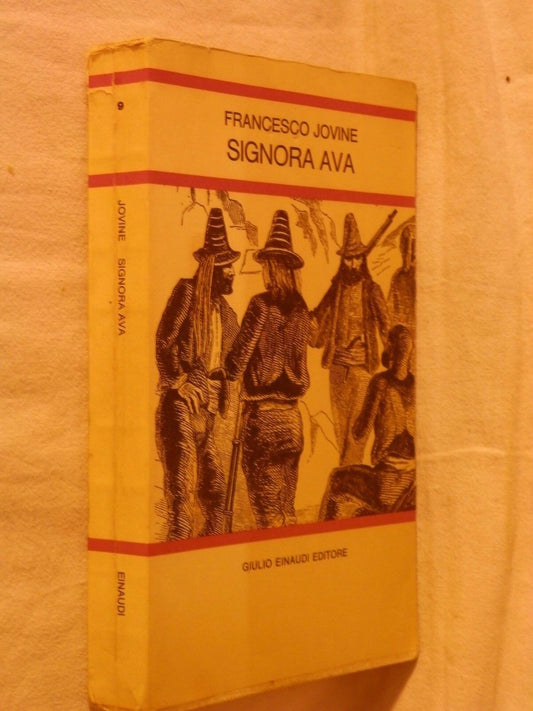 FRANCESCO JOVINE
SIGNORA AVA
GIULIO EINAUDI EDITORE
9
JOVINE SIGNORA AVA
EINAUDI